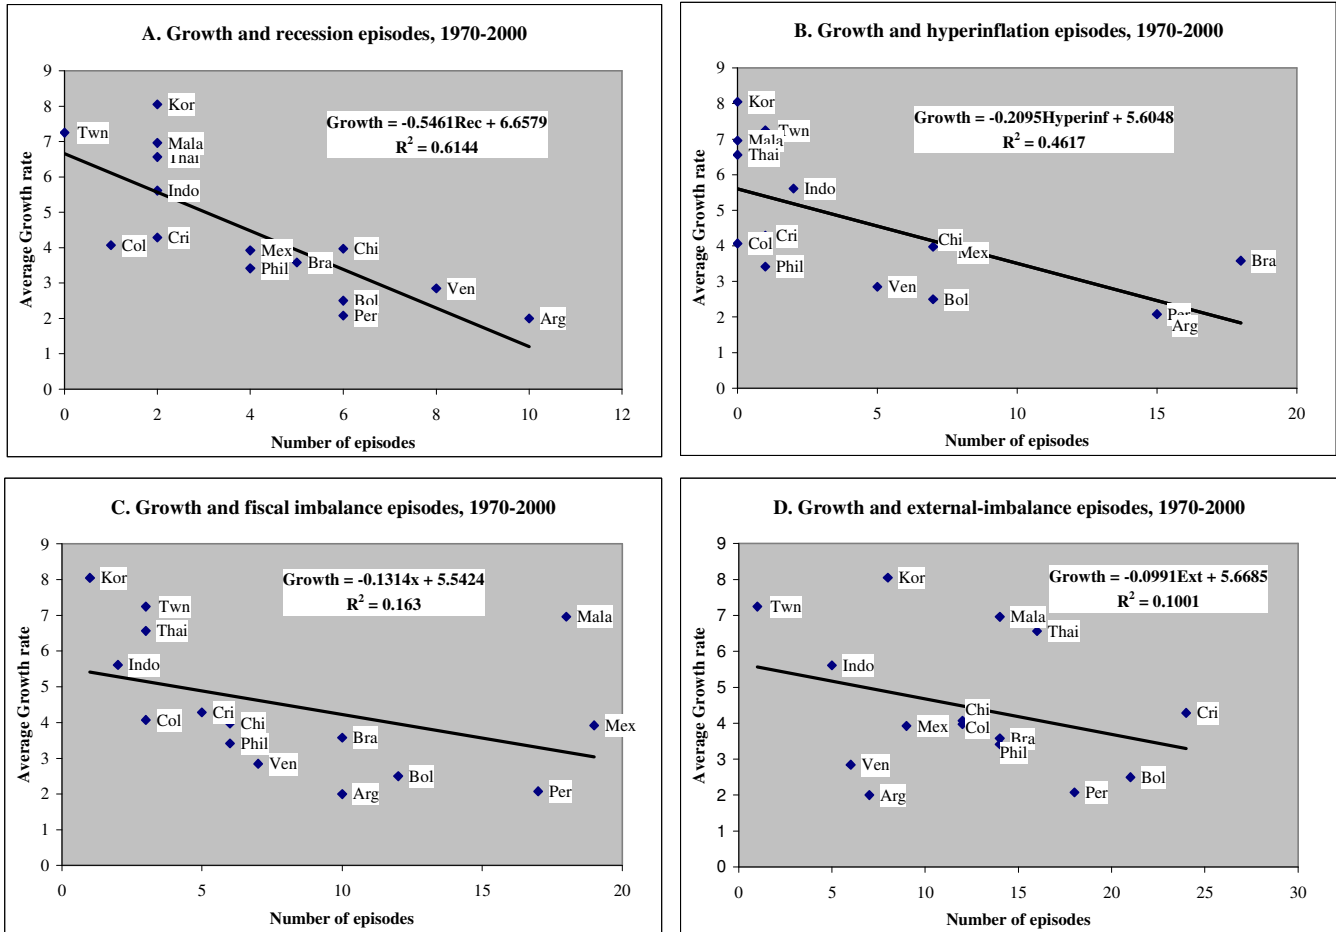 A. Growth and recession episodes, 1970-2000
Growth = -0.5461Rec + 6.6579
R² = 0.6144
Average Growth rate
9
8
7
6
5
4
3
2
1
0
Kor
Twn
Mala
Thai
Indo
Cri
Col
Mex
Chi
Phil
Bra
Ven
Bol
Per
Arg
0 2 4 6 8 10 12
Number of episodes
B. Growth and hyperinflation episodes, 1970-2000
Growth = -0.2095Hyperinf + 5.6048
R² = 0.4617
Average Growth rate
9
8
7
6
5
4
3
2
1
0
Kor
Twn
Mala
Thai
Indo
Cri
Col
Chi
Mex
Phil
Bra
Ven
Bol
Per
Arg
0 5 10 15 20
Number of episodes
C. Growth and fiscal imbalance episodes, 1970-2000
Growth = -0.1314x + 5.5424
R² = 0.163
Average Growth rate
9
8
7
6
5
4
3
2
1
0
Kor
Twn
Mala
Thai
Indo
Cri
Col
Chi
Mex
Phil
Bra
Ven
Bol
Arg
Per
0 5 10 15 20
Number of episodes
D. Growth and external-imbalance episodes, 1970-2000
Growth = -0.0991Ext + 5.6685
R² = 0.1001
Average Growth rate
9
8
7
6
5
4
3
2
1
0
Kor
Twn
Mala
Thai
Indo
Chi
Cri
Mex
Col
Bra
Phil
Ven
Bol
Arg
Per
0 5 10 15 20 25 30
Number of episodes